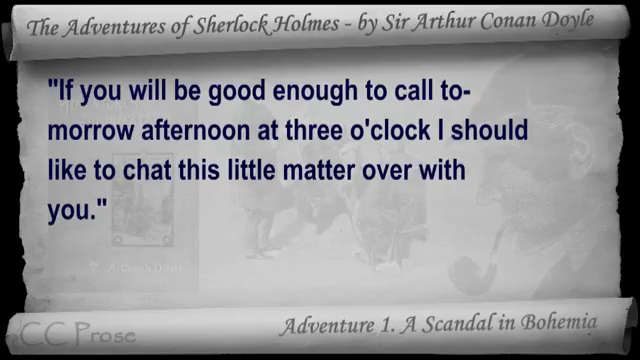 The Adventures of Sherlock Holmes - by Sir Arthur Conan Doyle
"If you will be good enough to call to-
morrow afternoon at three o'clock I should
like to chat this little matter over with
you."
A. Conan Doyle
CC Prose
Adventure 1. A Scandal in Bohemia